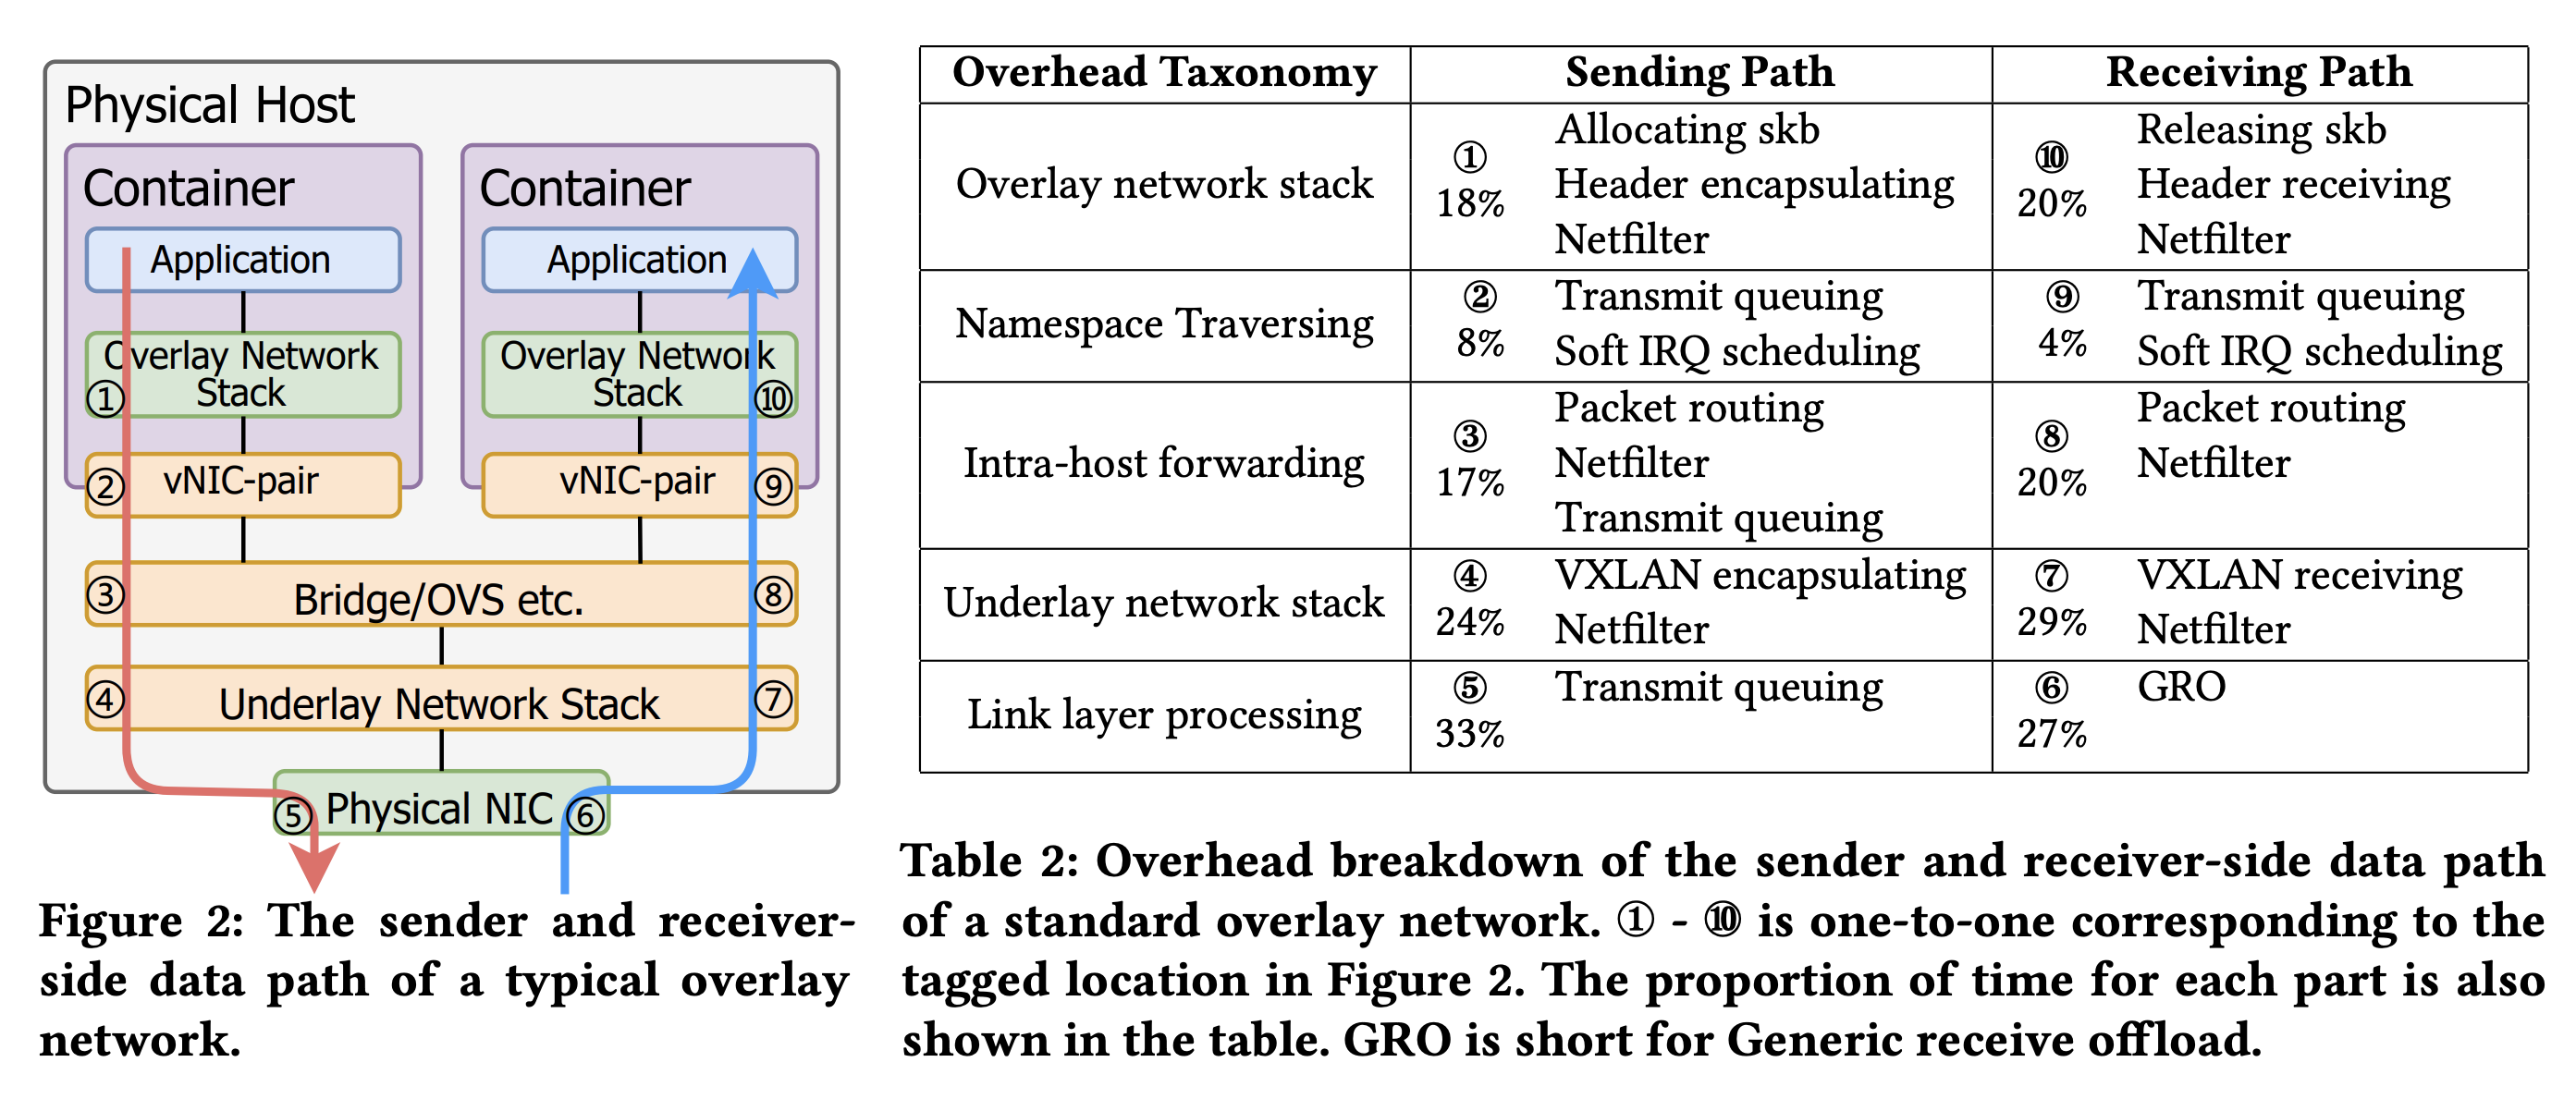 Physical Host
Container
Container
Application
Application
Overlay Network
Stack
①
Overlay Network
Stack
⑩
② vNIC-pair
vNIC-pair ⑨
③ Bridge/OVS etc. ⑧
④ Underlay Network Stack ⑦
⑤ Physical NIC ⑥
Figure 2: The sender and receiver-
side data path of a typical overlay
network.
Overhead Taxonomy Sending Path Receiving Path
Overlay network stack
①
18%
Allocating skb
Header encapsulating
Netfilter
⑩
20%
Releasing skb
Header receiving
Netfilter
Namespace Traversing
②
8%
Transmit queuing
Soft IRQ scheduling
⑨
4%
Transmit queuing
Soft IRQ scheduling
Intra-host forwarding
③
17%
Packet routing
Netfilter
Transmit queuing
⑧
20%
Packet routing
Netfilter
Underlay network stack
④
24%
VXLAN encapsulating
Netfilter
⑦
29%
VXLAN receiving
Netfilter
Link layer processing
⑤
33%
Transmit queuing
⑥
27%
GRO
Table 2: Overhead breakdown of the sender and receiver-side data path
of a standard overlay network. ① - ⑩ is one-to-one corresponding to the
tagged location in Figure 2. The proportion of time for each part is also
shown in the table. GRO is short for Generic receive offload.